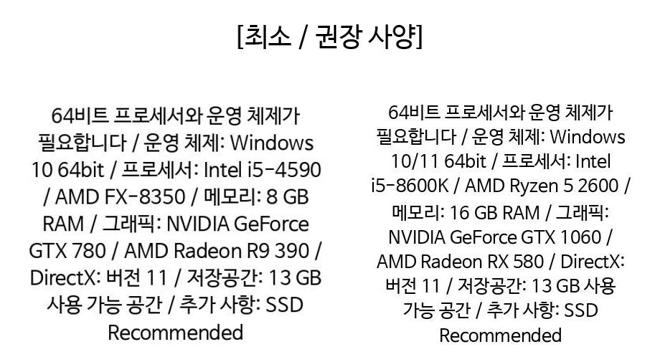 [최소 / 권장 사양]
64비트 프로세서와 운영 체제가
필요합니다 / 운영 체제: Windows
10 64bit / 프로세서: Intel i5-4590
/ AMD FX-8350 / 메모리: 8 GB
RAM / 그래픽: NVIDIA GeForce
GTX 780 / AMD Radeon R9 390 /
DirectX: 버전 11 / 저장공간: 13 GB
사용 가능 공간 / 추가 사항: SSD
Recommended
64비트 프로세서와 운영 체제가
필요합니다 / 운영 체제: Windows
10/11 64bit / 프로세서: Intel
i5-8600K / AMD Ryzen 5 2600 /
메모리: 16 GB RAM / 그래픽:
NVIDIA GeForce GTX 1060 /
AMD Radeon RX 580 / DirectX:
버전 11 / 저장공간: 13 GB 사용
가능 공간 / 추가 사항: SSD
Recommended